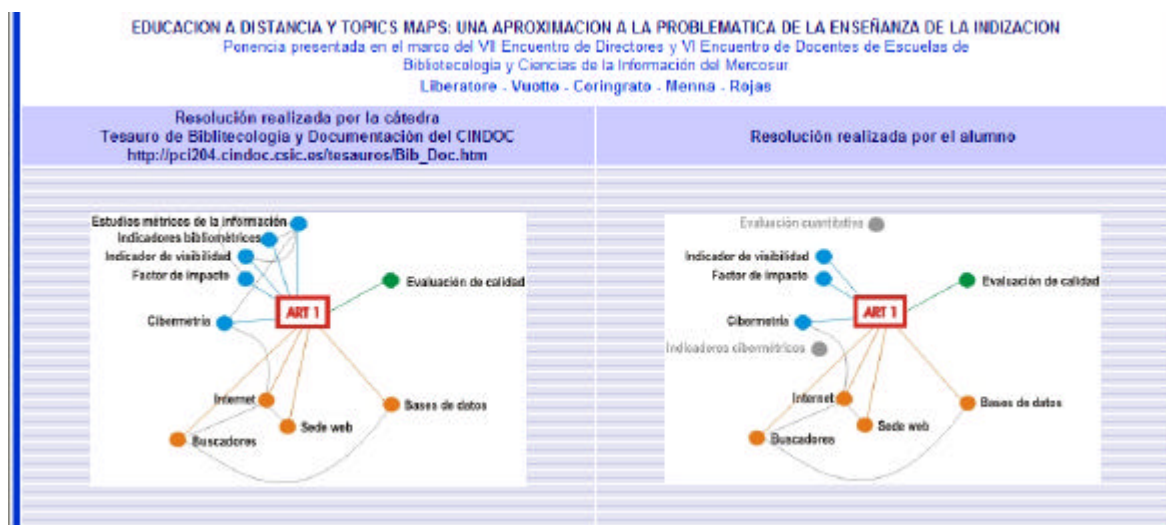 EDUCACION A DISTANCIA Y TOPICS MAPS: UNA APROXIMACION A LA PROBLEMATICA DE LA ENSEÑANZA DE LA INDIZACION
Ponencia presentada en el marco del VII Encuentro de Directores y VI Encuentro de Docentes de Escuelas de
Bibliotecología y Ciencias de la Información del Mercosur
Liberatore - Vuotto - Coringrato - Menna - Rojas
Resolución realizada por la cátedra
Tesauro de Biblitecología y Documentación del CINDOC
http://pci204.cindoc.csic.es/tesauros/Bib_Doc.htm
Estudios métricos de la información
Indicadores bibliométricos
Indicador de visibilidad
Factor de impacto
Evaluación de calidad
ART 1
Cibermetría
Internet
Bases de datos
Sede web
Buscadores
Resolución realizada por el alumno
Evaluación cuantitativa
Indicador de visibilidad
Factor de impacto
Evaluación de calidad
ART 1
Cibermetría
Indicadores cibermétricos
Internet
Bases de datos
Sede web
Buscadores